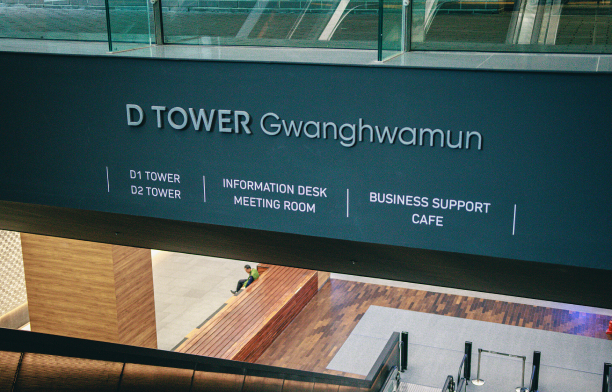 D TOWER Gwanghwamun
D1 TOWER
D2 TOWER
INFORMATION DESK
MEETING ROOM
BUSINESS SUPPORT
CAFE